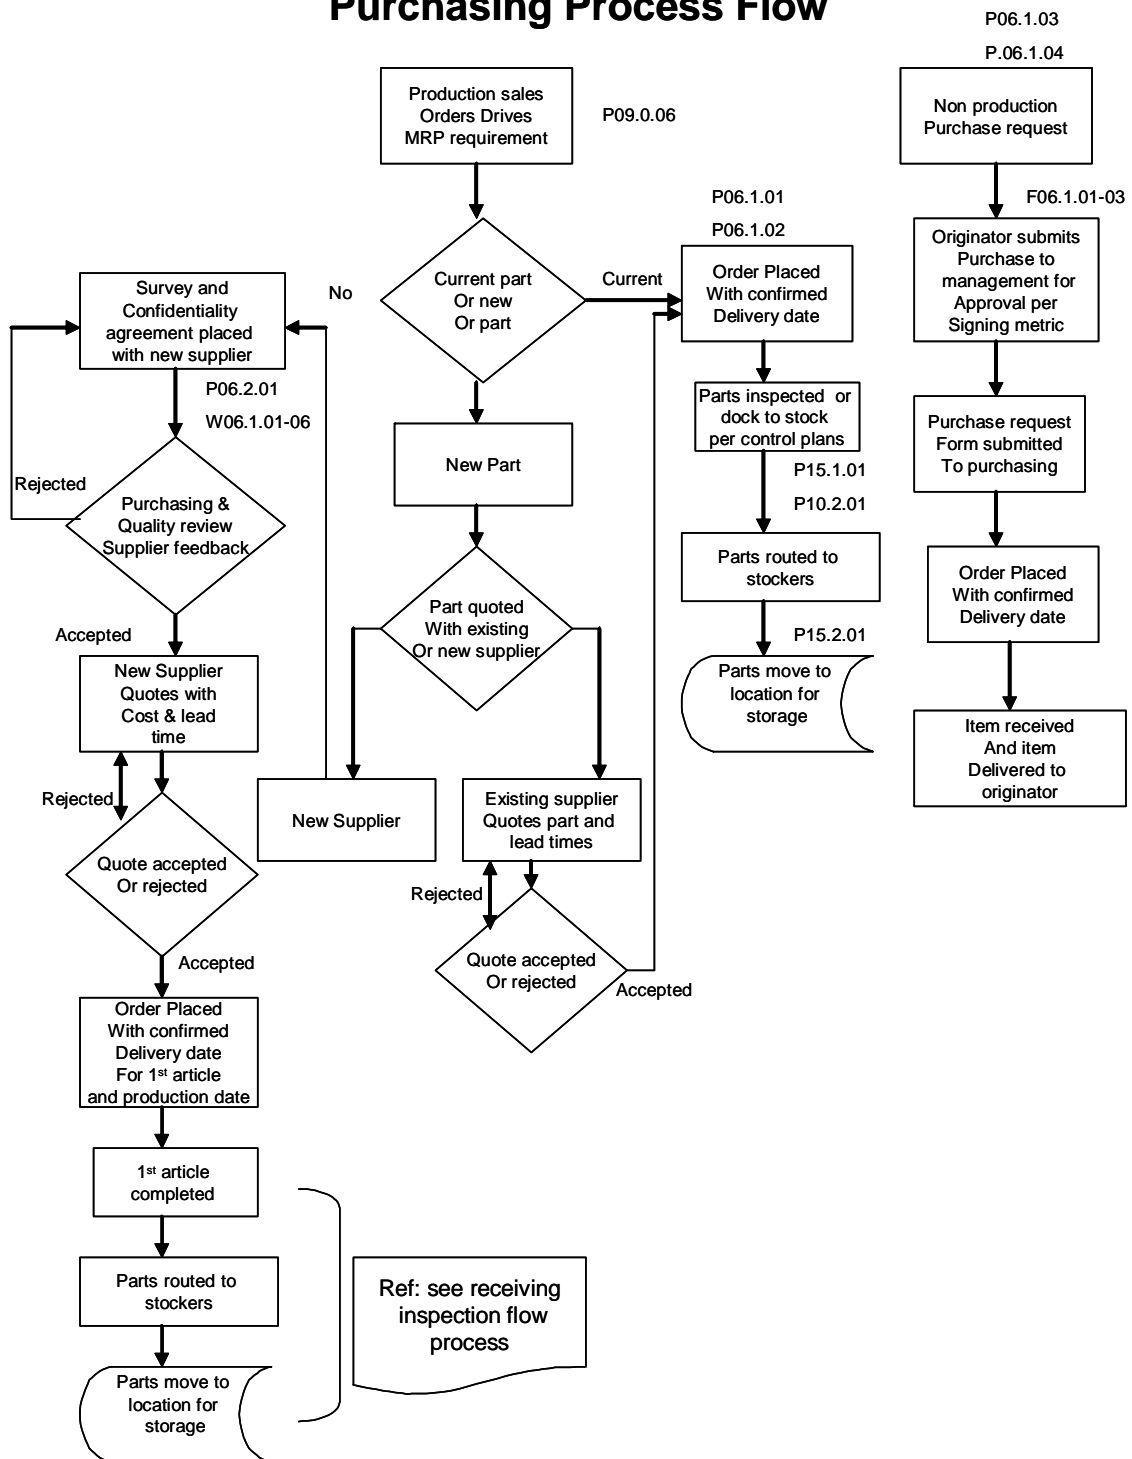 Purchasing Process Flow
P06.1.03
P.06.1.04
Production sales
Orders Drives
MRP requirement
P09.0.06
Non production
Purchase request
P06.1.01
P06.1.02
F06.1.01-03
Survey and
Confidentiality
agreement placed
with new supplier
No
Current part
Or new
Or part
Current
Order Placed
With confirmed
Delivery date
Originator submits
Purchase to
management for
Approval per
Signing metric
P06.2.01
W06.1.01-06
Parts inspected or
dock to stock
per control plans
Purchase request
Form submitted
To purchasing
Rejected
Purchasing &
Quality review
Supplier feedback
New Part
P15.1.01
P10.2.01
Parts routed to
stockers
Order Placed
With confirmed
Delivery date
Accepted
Part quoted
With existing
Or new supplier
P15.2.01
New Supplier
Quotes with
Cost & lead
time
Parts move to
location for
storage
Item received
And item
Delivered to
originator
Rejected
New Supplier
Existing supplier
Quotes part and
lead times
Quote accepted
Or rejected
Rejected
Quote accepted
Or rejected
Accepted
Accepted
Order Placed
With confirmed
Delivery date
For 1st article
and production date
1st article
completed
Parts routed to
stockers
Ref: see receiving
inspection flow
process
Parts move to
location for
storage